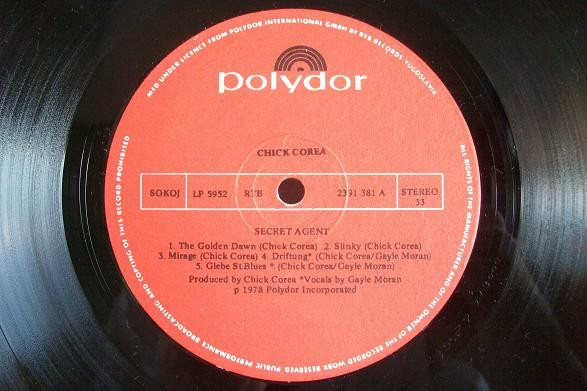 MED UNDER LICENCE FROM POLYDOR INTERNATIONAL GMBH BY RTB RECORDS YUGOSLAVIA
polydor
CHICK COREA
SOKOJ LP 5952 RTB 2391 381 A STEREO
33
SECRET AGENT
1. The Golden Dawn (Chick Corea) 2. Slinky (Chick Corea)
3. Mirage (Chick Corea) 4. Driftung* (Chick Corea/Gayle Moran)
5. Glebe St.Blues * (Chick Corea/Gayle Moran)
Produced by Chick Corea *Vocals by Gayle Moran
p 1978 Polydor Incorporated
ALL RIGHTS OF THE MANUFACTURER AND OF THE OWNER OF THE RECORDED WORK RESERVED PUBLIC PERFORMANCE BROADCASTING AND COPYING OF THIS RECORD PROHIBITED